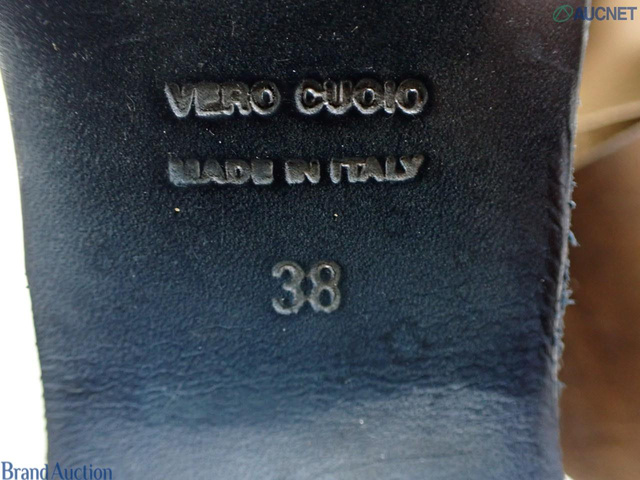 AUCNET
VERO CUOIO
MADE IN ITALY
38
Brand Auction